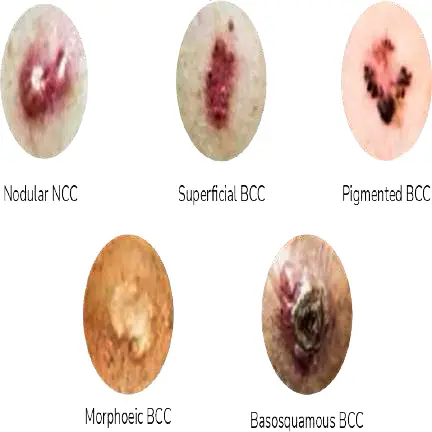 Nodular NCC
Superficial BCC
Pigmented BCC
Morphoeic BCC
Basosquamous BCC